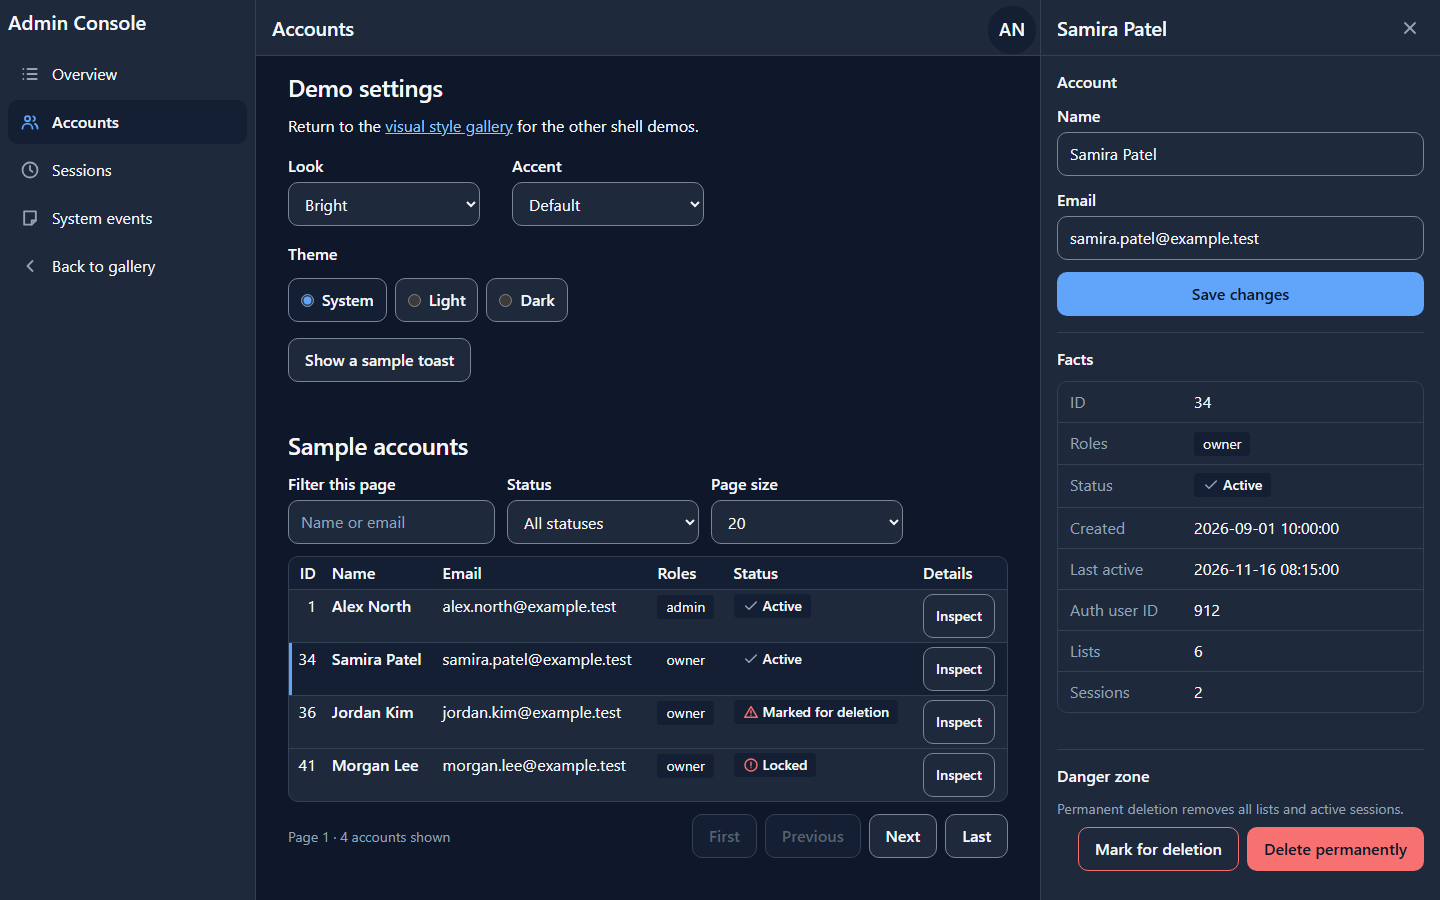 Admin Console
Overview
Accounts
Sessions
System events
Back to gallery
Accounts
AN
Demo settings
Return to the visual style gallery for the other shell demos.
Look
Accent
Bright
Default
Theme
System
Light
Dark
Show a sample toast
Sample accounts
Filter this page
Status
Page size
Name or email
All statuses
20
ID Name Email Roles Status Details
1 Alex North alex.north@example.test admin Active Inspect
34 Samira Patel samira.patel@example.test owner Active Inspect
36 Jordan Kim jordan.kim@example.test owner Marked for deletion Inspect
41 Morgan Lee morgan.lee@example.test owner Locked Inspect
Page 1 · 4 accounts shown
First
Previous
Next
Last
Samira Patel
Account
Name
Samira Patel
Email
samira.patel@example.test
Save changes
Facts
ID 34
Roles owner
Status Active
Created 2026-09-01 10:00:00
Last active 2026-11-16 08:15:00
Auth user ID 912
Lists 6
Sessions 2
Danger zone
Permanent deletion removes all lists and active sessions.
Mark for deletion
Delete permanently